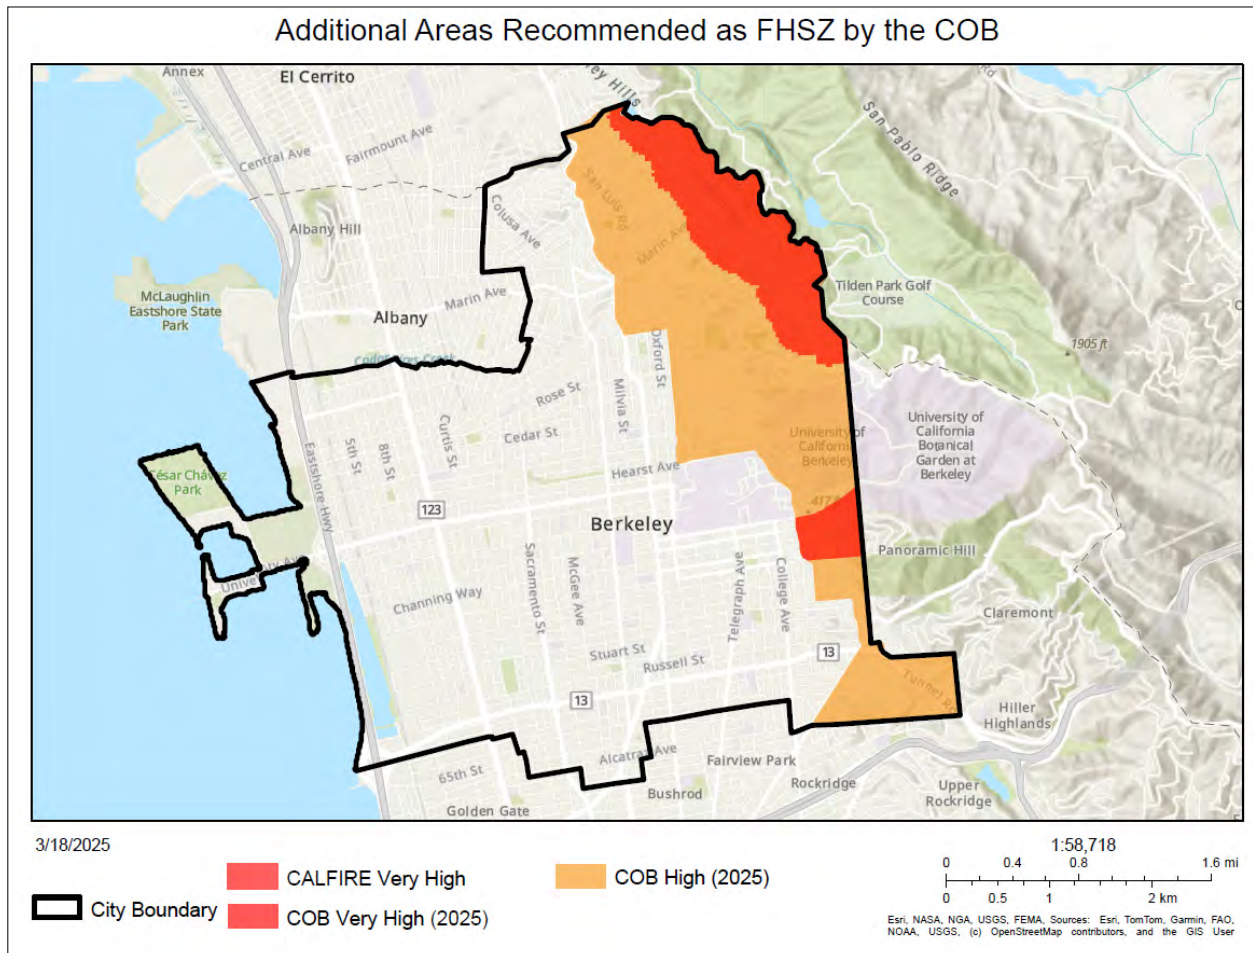 Additional Areas Recommended as FHSZ by the COB
Annex
El Cerrito
ley Hills
Rd
San Pablo Ridge
Central Ave
Fairmount Ave
San Luis Rd
Colusa Ave
Albany Hill
Marin Ave
McLaughlin
Eastshore State
Park
Marin Ave
Albany
Tilden Park Golf
Course
1905 ft
Codornices Creek
Oxford St
Rose St
Milvia St
Curtis St
Cedar St
University of
California
Berkeley
University of
California
Botanical
Garden at
Berkeley
5th St
8th St
Eastshore Hwy
Hearst Ave
César Chávez
Park
417
123
Berkeley
Panoramic Hill
University Ave
Sacramento St
McGee Ave
Telegraph Ave
College Ave
Channing Way
Claremont
Stuart St
Russell St
13
13
Tunnel Rd
Hiller
Highlands
Alcatraz Ave
65th St
Fairview Park
Rockridge
Bushrod
Upper
Rockridge
Golden Gate
3/18/2025
City Boundary
CALFIRE Very High
COB Very High (2025)
COB High (2025)
1:58,718
0 0.4 0.8 1.6 mi
0 0.5 1 2 km
Esri, NASA, NGA, USGS, FEMA, Sources: Esri, TomTom, Garmin, FAO,
NOAA, USGS, (c) OpenStreetMap contributors, and the GIS User